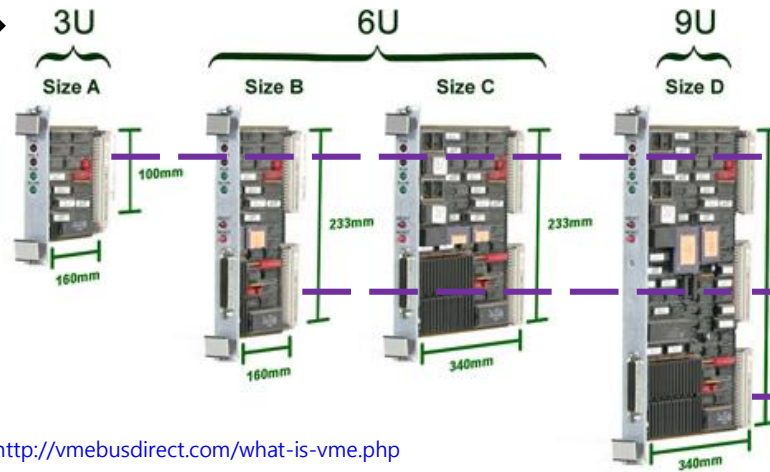 3U 6U 9U
Size A Size B Size C Size D
100mm
233mm 233mm
160mm
160mm 340mm
http://vmebusdirect.com/what-is-vme.php
340mm